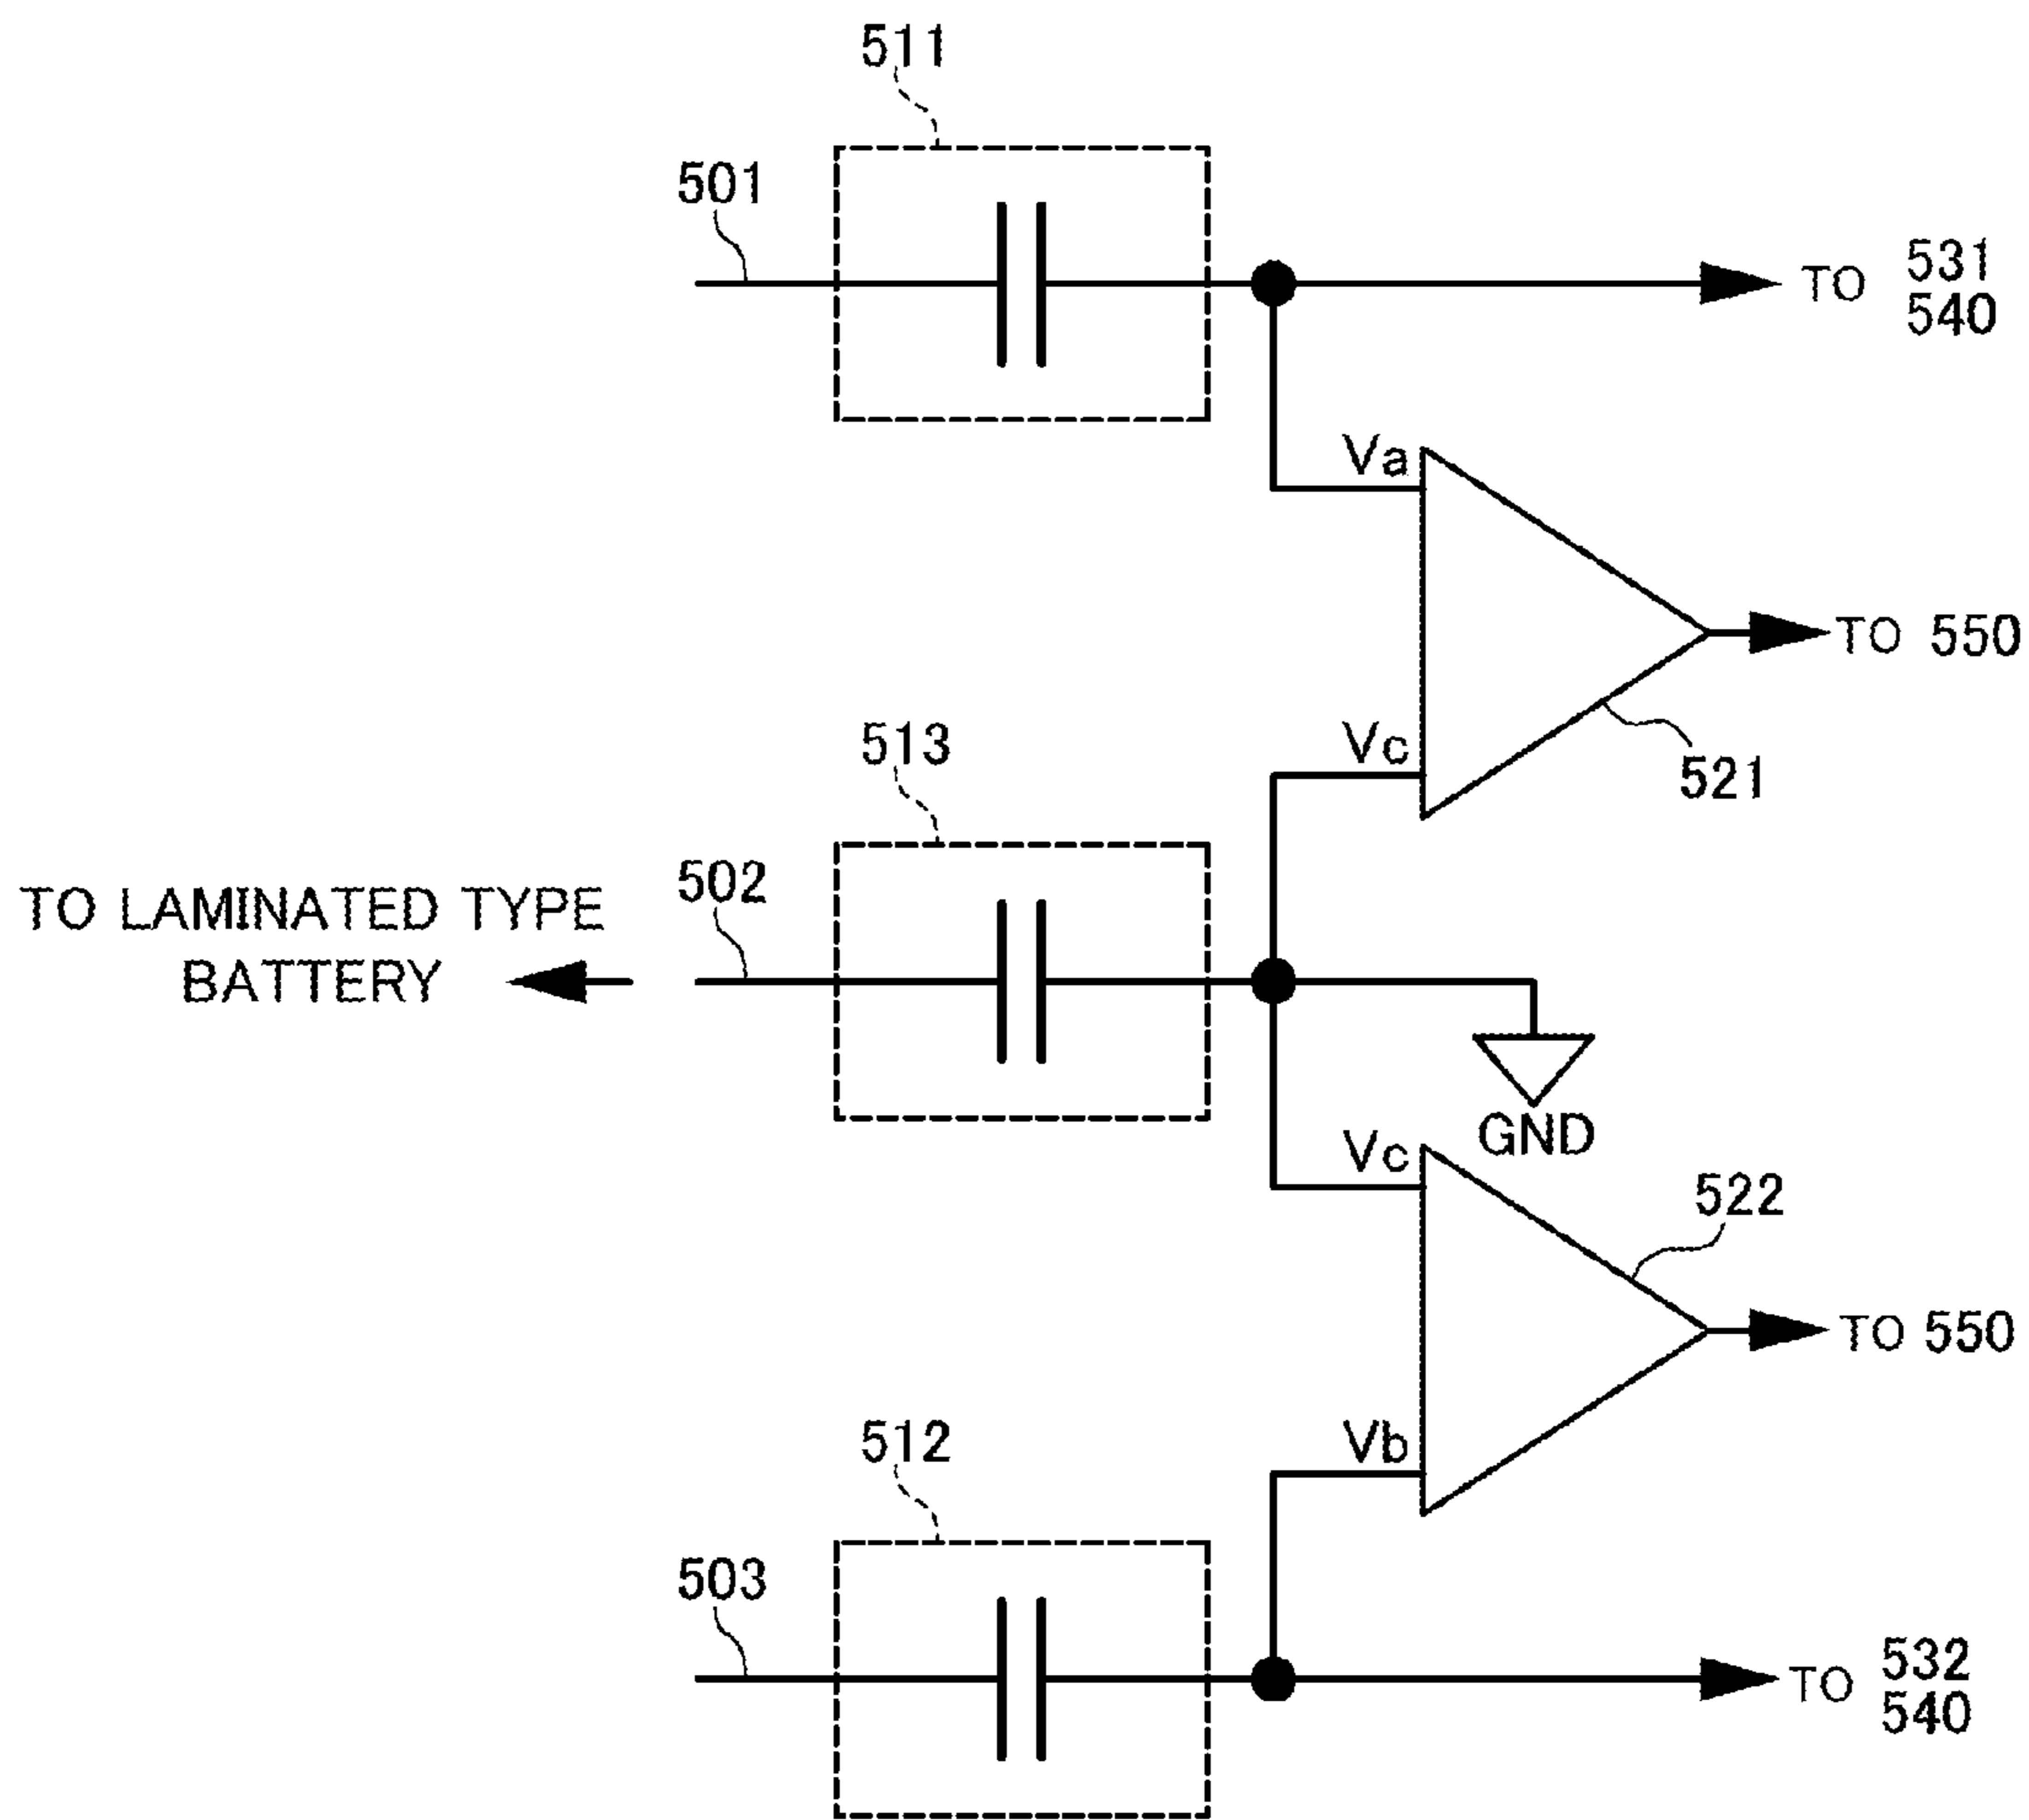 511
501
531
TO
540
Va
TO 550
Vc
521
513
502
TO LAMINATED TYPE
BATTERY
GND
Vc
522
TO 550
Vb
512
503
532
TO
540